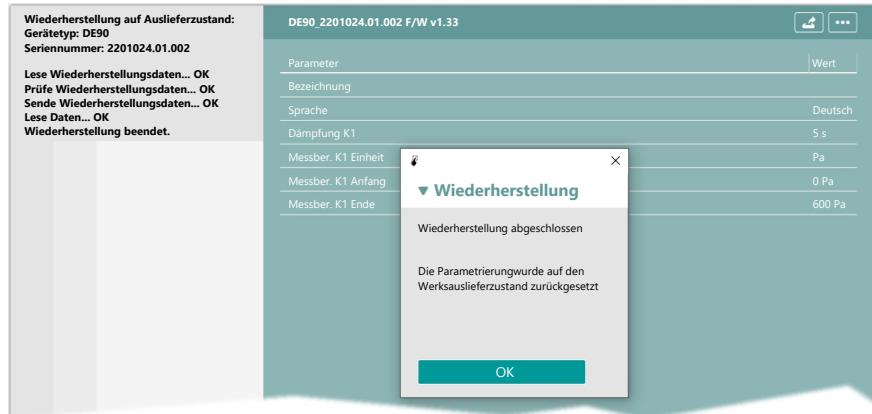 Wiederherstellung auf Auslieferzustand:
Gerätetyp: DE90
Seriennummer: 2201024.01.002
Lese Wiederherstellungsdaten... OK
Prüfe Wiederherstellungsdaten... OK
Sende Wiederherstellungsdaten... OK
Lese Daten... OK
Wiederherstellung beendet.
DE90_2201024.01.002 F/W v1.33
Parameter Wert
Bezeichnung
Sprache Deutsch
Dämpfung K1 5 s
Messber. K1 Einheit Pa
Messber. K1 Anfang 0 Pa
Messber. K1 Ende 600 Pa
Wiederherstellung
Wiederherstellung abgeschlossen
Die Parametrierungwurde auf den
Werksauslieferzustand zurückgesetzt
OK